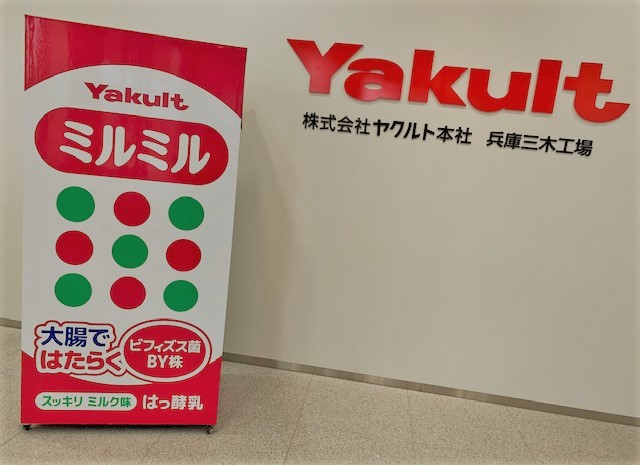 Yakult
ミルミル
大腸で
はたらく
ビフィズス菌
BY株
スッキリ ミルク味
はっ酵乳
Yakult
株式会社ヤクルト本社 兵庫三木工場